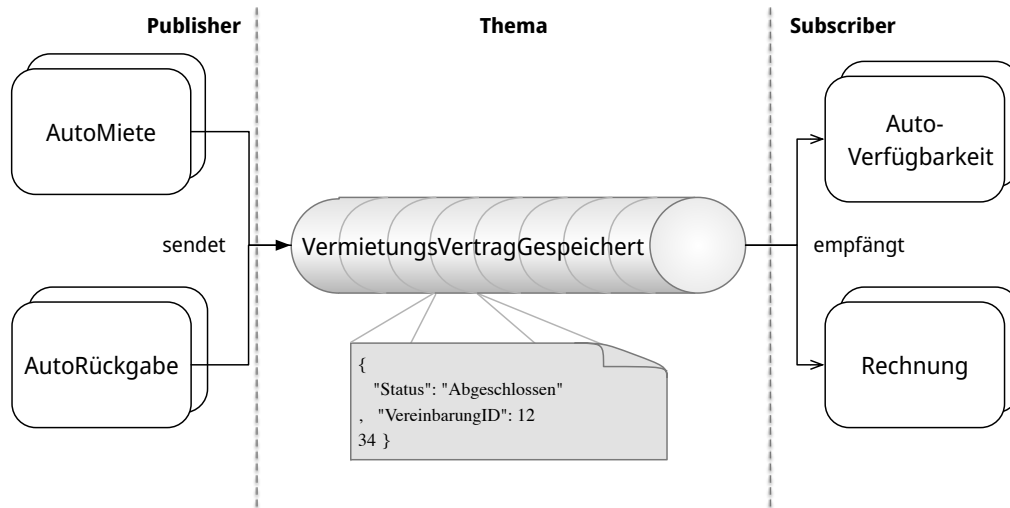 Publisher
Thema
Subscriber
AutoMiete
Auto-
Verfügbarkeit
sendet
VermietungsVertragGespeichert
empfängt
AutoRückgabe
Rechnung
{
"Status": "Abgeschlossen"
, "VereinbarungID": 12
34 }